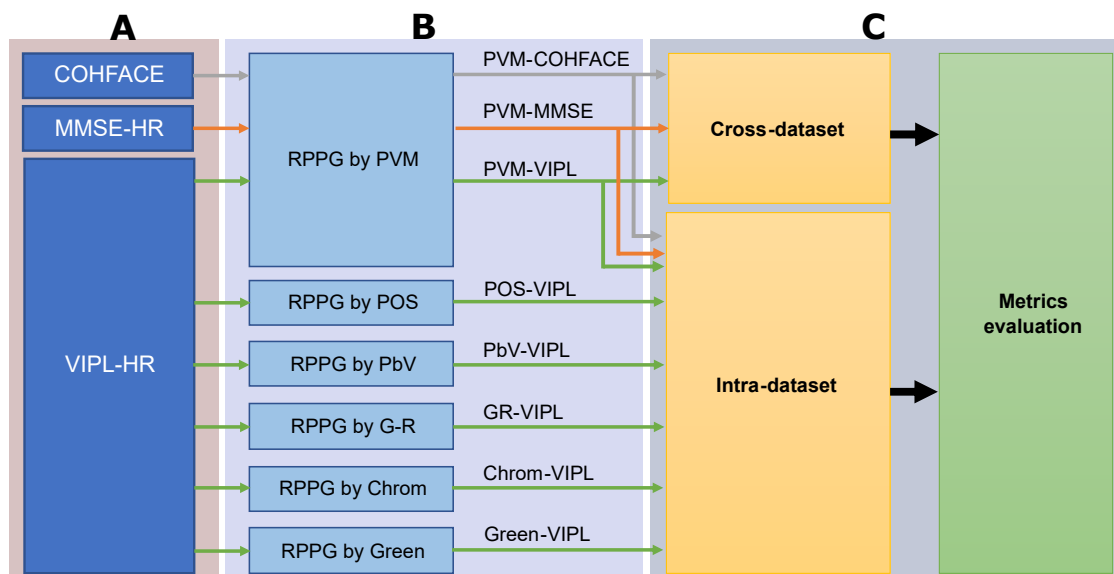 A
B
C
COHFACE
MMSE-HR
VIPL-HR
RPPG by PVM
RPPG by POS
RPPG by PbV
RPPG by G-R
RPPG by Chrom
RPPG by Green
PVM-COHFACE
PVM-MMSE
PVM-VIPL
POS-VIPL
PbV-VIPL
GR-VIPL
Chrom-VIPL
Green-VIPL
Cross-dataset
Intra-dataset
Metrics
evaluation